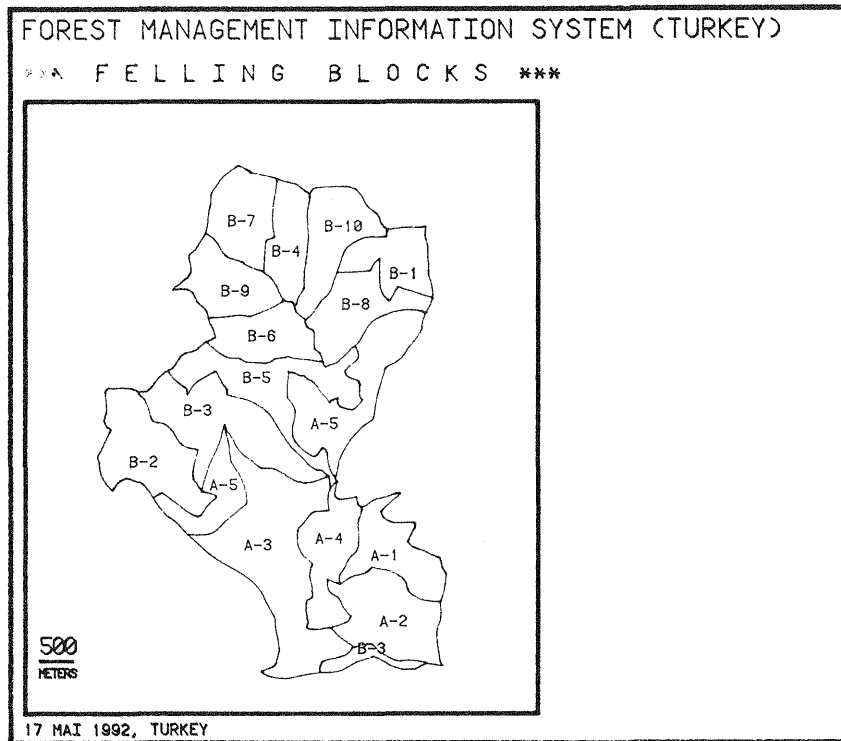 FOREST MANAGEMENT INFORMATION SYSTEM (TURKEY)
*** FELLING BLOCKS ***
B-7
B-10
B-4
B-1
B-9
B-8
B-6
B-5
B-3
A-5
B-2
A-5
A-4
A-3
A-1
A-2
B-3
500
METERS
17 MAI 1992, TURKEY